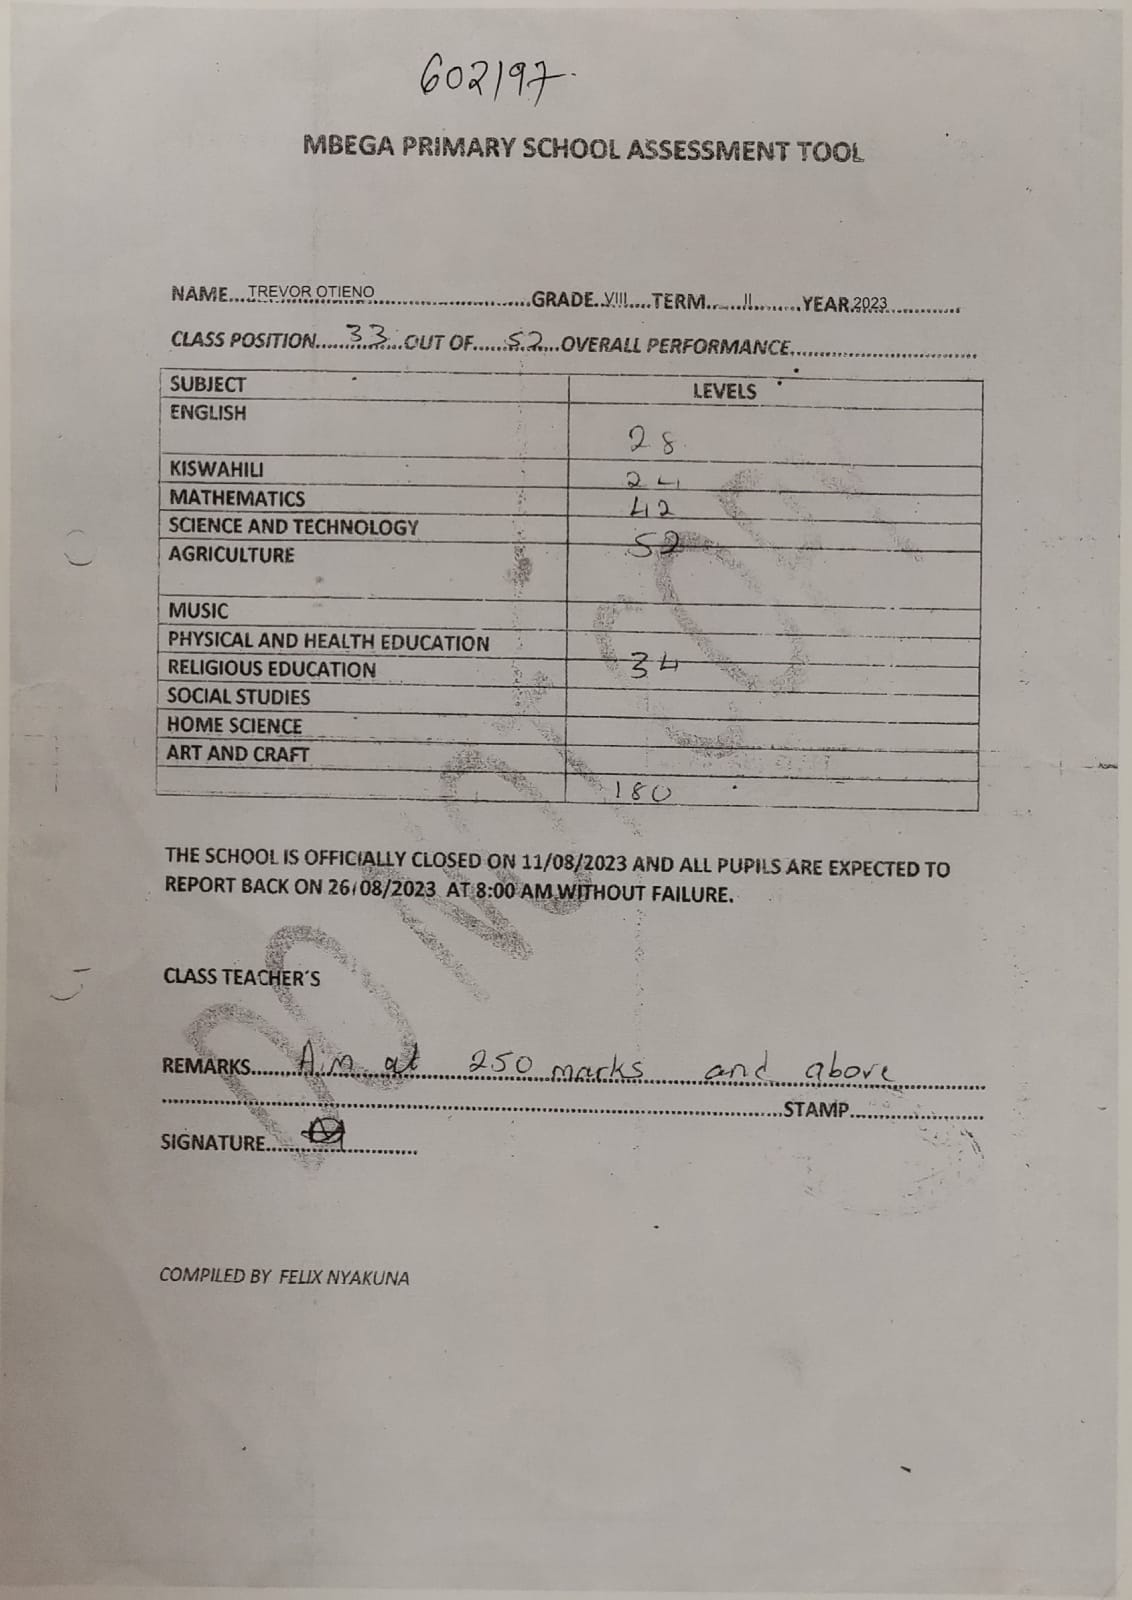 602/97.
MBEGA PRIMARY SCHOOL ASSESSMENT TOOL
NAME...TREVOR OTIENO..............................GRADE..VIII....TERM......II........YEAR.2023..............
CLASS POSITION.......33.....OUT OF......52....OVERALL PERFORMANCE...............................
SUBJECT LEVELS
ENGLISH 28
KISWAHILI 24
MATHEMATICS 42
SCIENCE AND TECHNOLOGY 52
AGRICULTURE
MUSIC
PHYSICAL AND HEALTH EDUCATION
RELIGIOUS EDUCATION 34
SOCIAL STUDIES
HOME SCIENCE
ART AND CRAFT
180
THE SCHOOL IS OFFICIALLY CLOSED ON 11/08/2023 AND ALL PUPILS ARE EXPECTED TO
REPORT BACK ON 26/08/2023 AT 8:00 AM WITHOUT FAILURE.
CLASS TEACHER'S
REMARKS........Aim at 250 marks and above
STAMP......................
SIGNATURE......................
COMPILED BY FELIX NYAKUNA